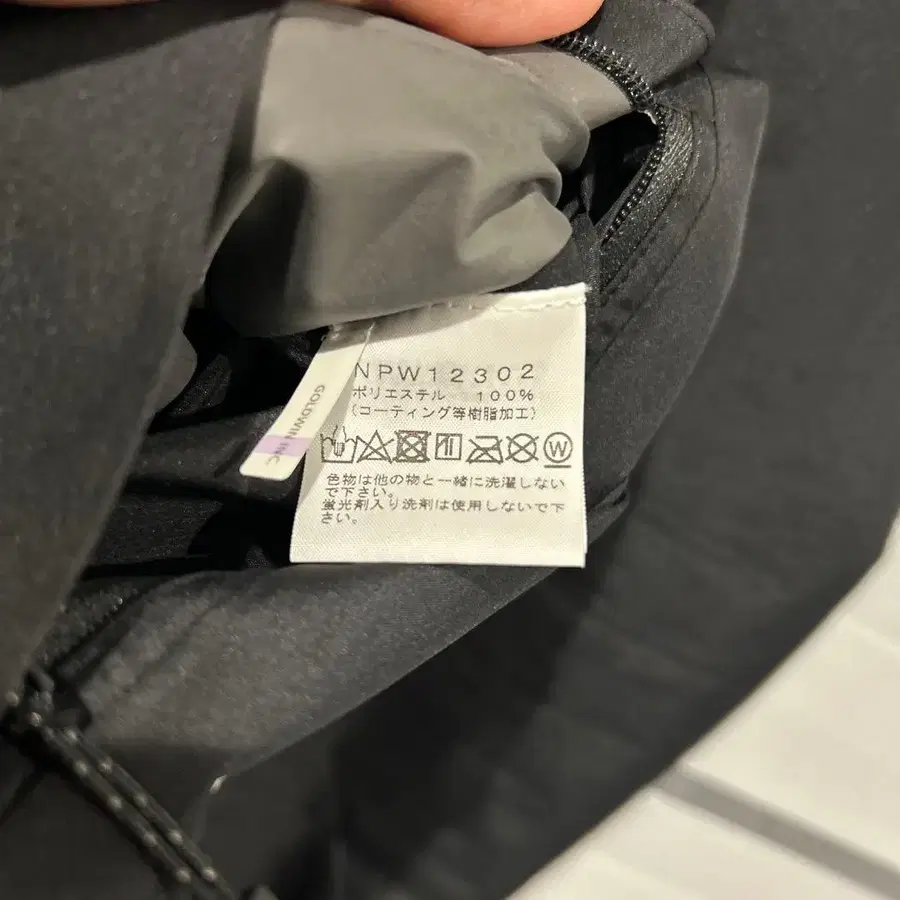 NPW12302
ポリエステル 100%
(コーティング等樹脂加工)
W
色物は他の物と一緒に洗濯しない
で下さい。
蛍光剤入り洗剤は使用しないで下
さい。
GOLDWIN INC.